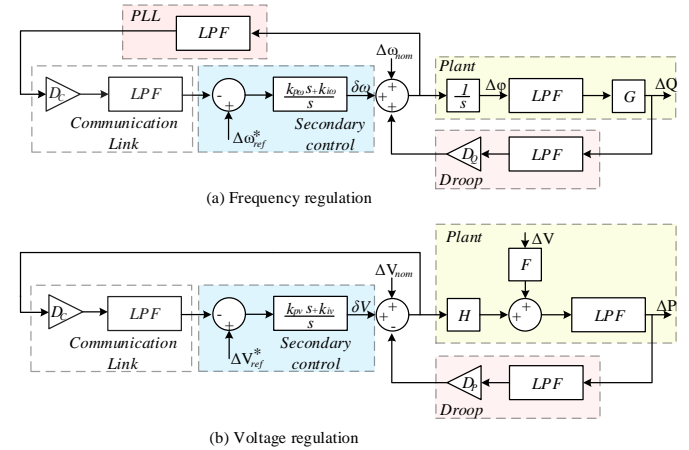 PLL
LPF
Δω_nom
Plant
D_C
LPF
-
+
k_pω s+k_iω
s
δω
+
+
+
1
s
Δφ
LPF
G
ΔQ
Communication
Link
Δω*_ref
Secondary
control
D_Q
LPF
Droop
(a) Frequency regulation
Plant
ΔV
F
ΔV_nom
D_C
LPF
-
+
k_pv s+k_iv
s
δV
+
+
-
H
+
+
LPF
ΔP
Communication
Link
ΔV*_ref
Secondary
control
D_P
LPF
Droop
(b) Voltage regulation